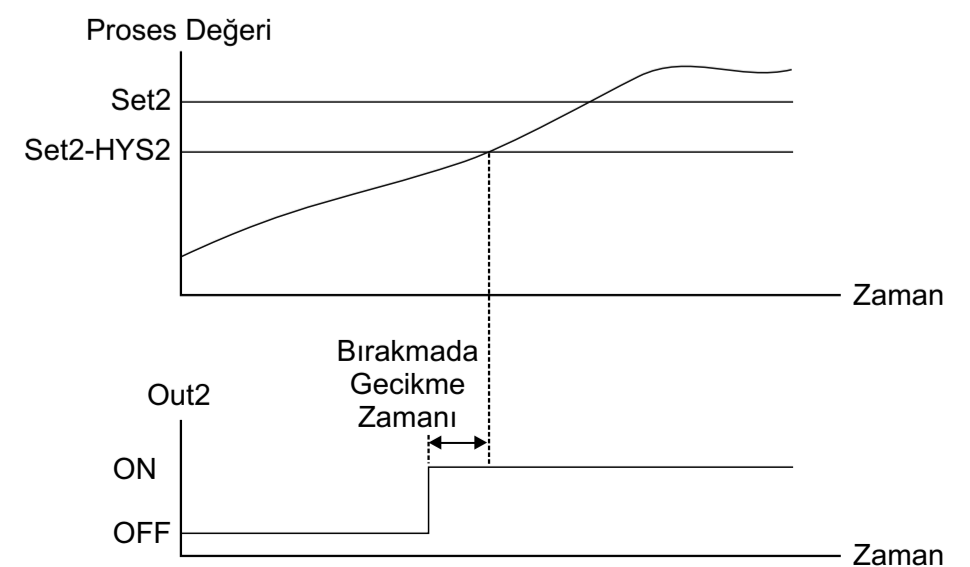 Proses Değeri
Set2
Set2-HYS2
Zaman
Bırakmada
Gecikme
Zamanı
Out2
ON
OFF
Zaman